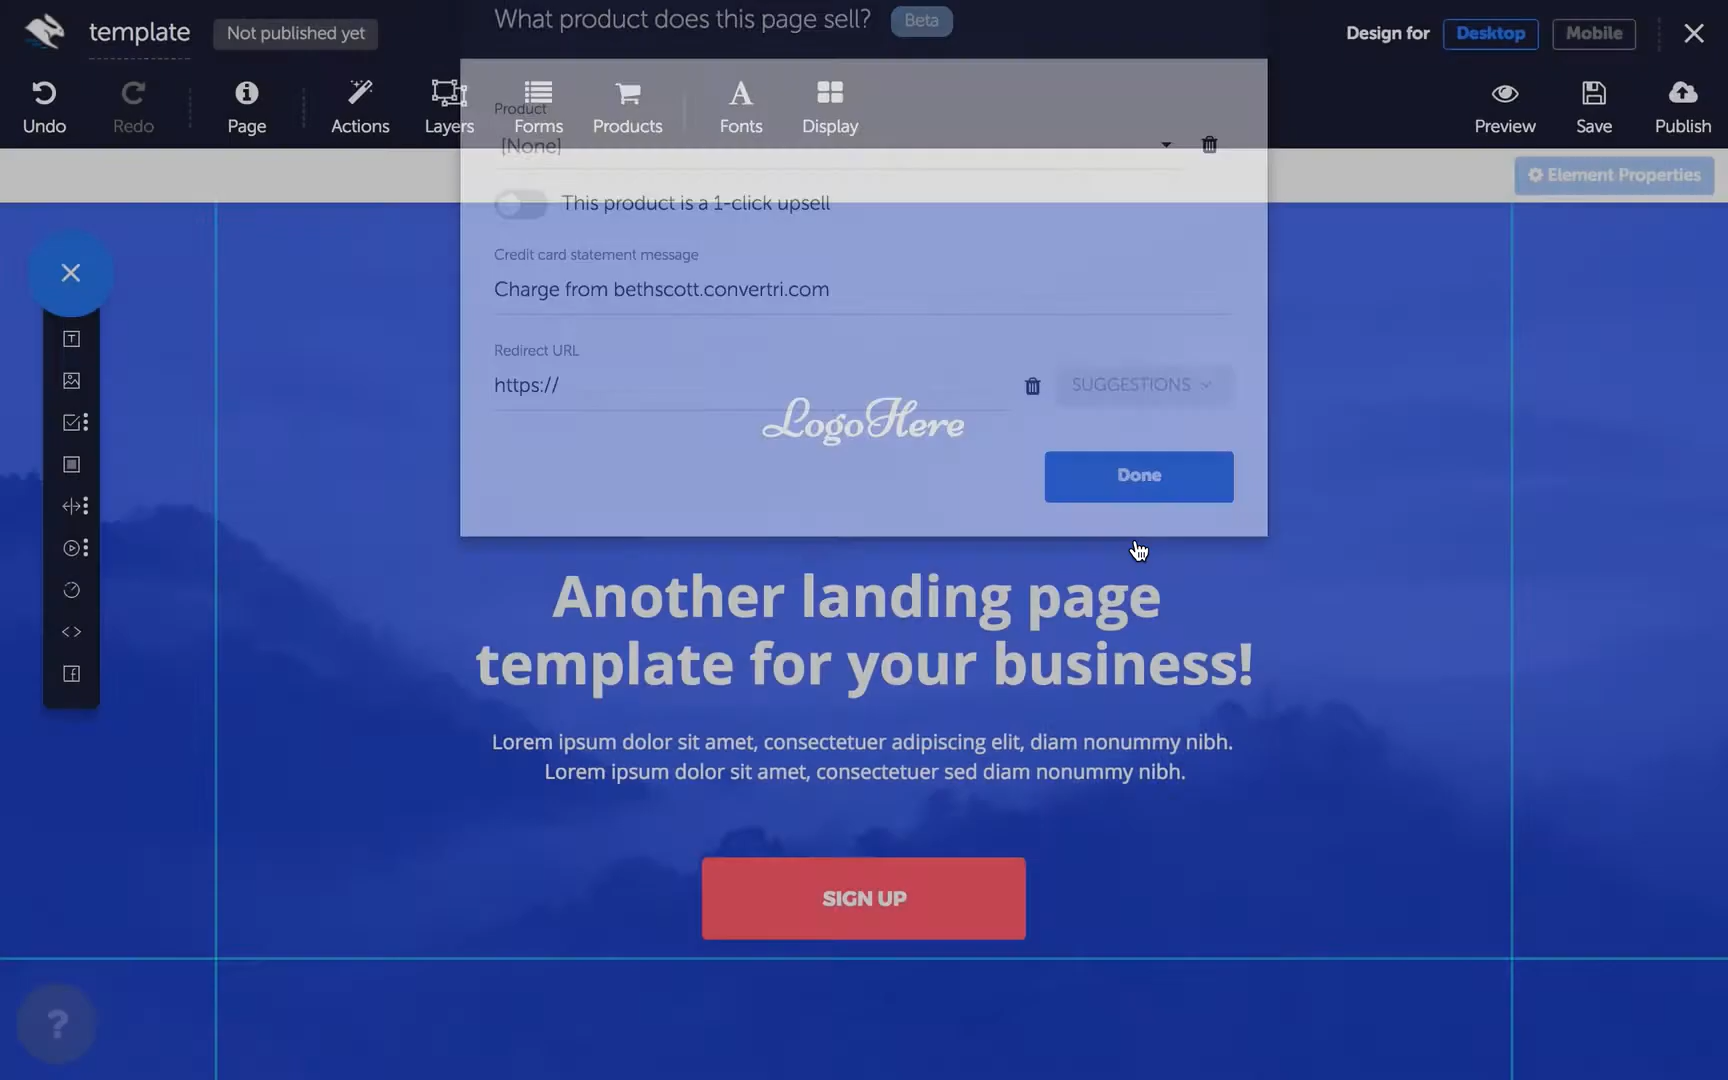 What product does this page sell? Beta
template Not published yet Design for Desktop Mobile
Undo Redo Page Actions Layers Forms Products Fonts Display Preview Save Publish
Product
[None]
Element Properties
This product is a 1-click upsell
Credit card statement message
Charge from bethscott.convertri.com
Redirect URL
https:// SUGGESTIONS
LogoHere
Done
Another landing page
template for your business!
Lorem ipsum dolor sit amet, consectetuer adipiscing elit, diam nonummy nibh.
Lorem ipsum dolor sit amet, consectetuer sed diam nonummy nibh.
SIGN UP
?